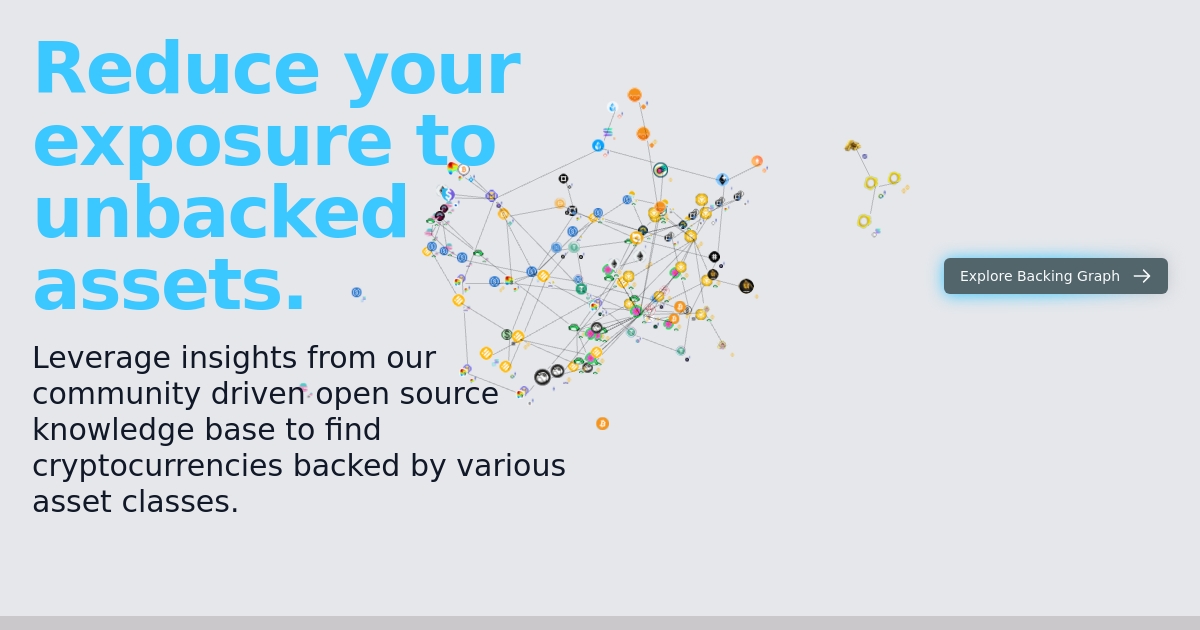 Reduce your
exposure to
unbacked
assets.
Leverage insights from our
community driven open source
knowledge base to find
cryptocurrencies backed by various
asset classes.
Explore Backing Graph